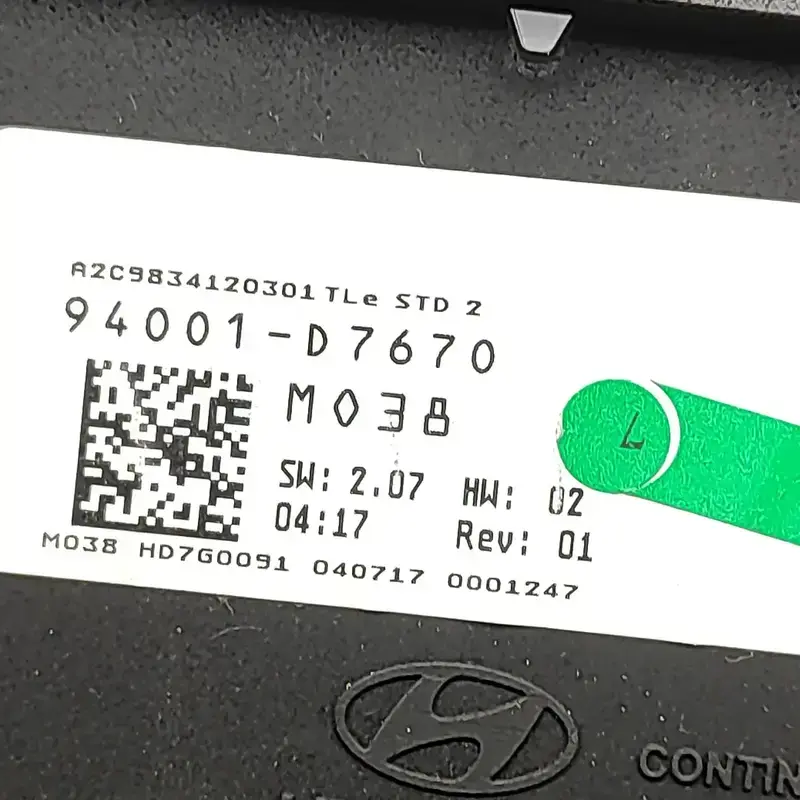 A2C9834120301 TLe STD 2
94001-D7670
M038
SW: 2.07 HW: 02
04:17 Rev: 01
M038 HD7G0091 040717 0001247
7
CONTIN